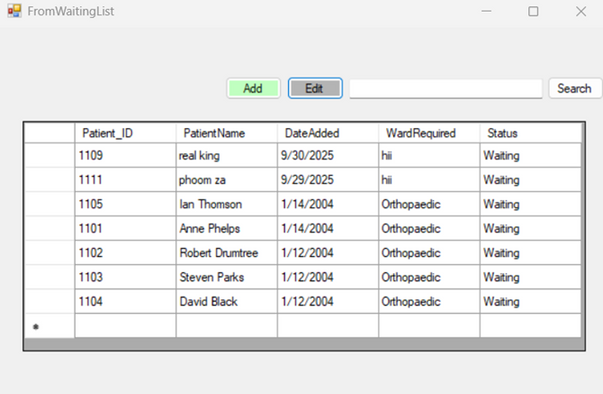 FromWaitingList
Add Edit Search
Patient_ID PatientName DateAdded WardRequired Status
1109 real king 9/30/2025 hii Waiting
1111 phoom za 9/29/2025 hii Waiting
1105 Ian Thomson 1/14/2004 Orthopaedic Waiting
1101 Anne Phelps 1/14/2004 Orthopaedic Waiting
1102 Robert Drumtree 1/12/2004 Orthopaedic Waiting
1103 Steven Parks 1/12/2004 Orthopaedic Waiting
1104 David Black 1/12/2004 Orthopaedic Waiting
*